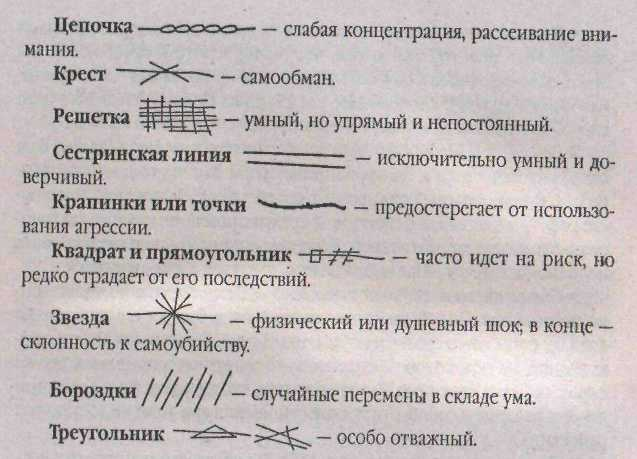 Цепочка — слабая концентрация, рассеивание вни-
мания.
Крест — самообман.
Решетка — умный, но упрямый и непостоянный.
Сестринская линия — исключительно умный и до-
верчивый.
Крапинки или точки — предостерегает от использо-
вания агрессии.
Квадрат и прямоугольник — часто идет на риск, но
редко страдает от его последствий.
Звезда — физический или душевный шок; в конце —
склонность к самоубийству.
Бороздки — случайные перемены в складе ума.
Треугольник — особо отважный.